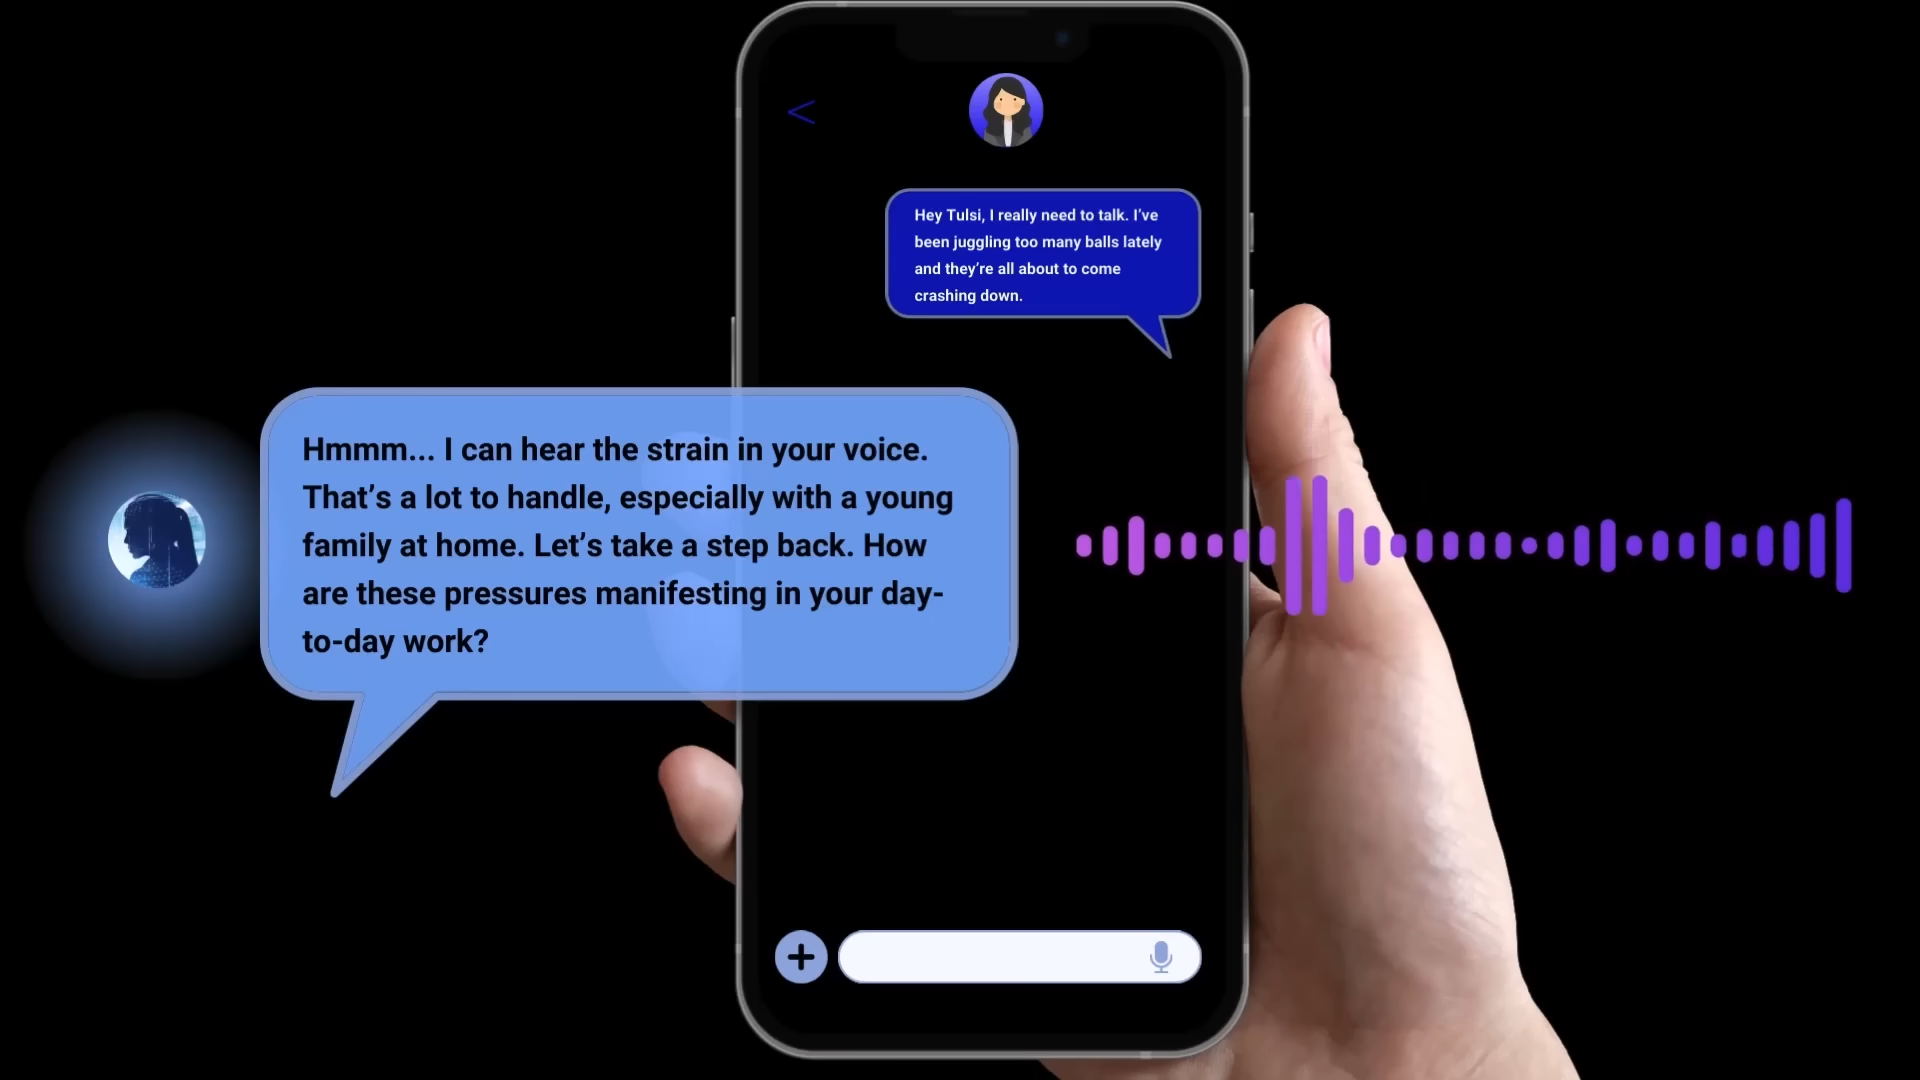 <
Hey Tulsi, I really need to talk. I’ve
been juggling too many balls lately
and they’re all about to come
crashing down.
Hmmm... I can hear the strain in your voice.
That’s a lot to handle, especially with a young
family at home. Let’s take a step back. How
are these pressures manifesting in your day-
to-day work?